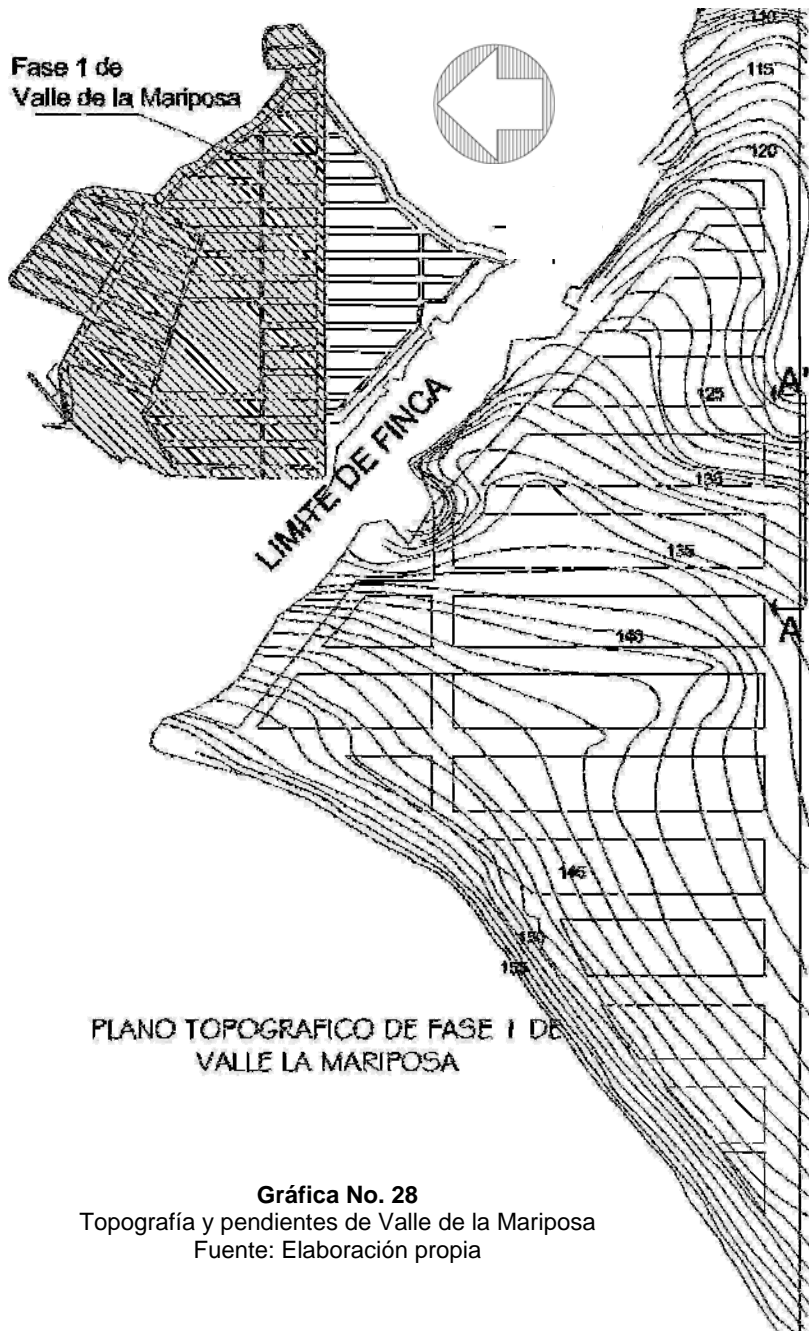 Fase 1 de
Valle de la Mariposa
110
115
120
A'
125
LIMITE DE FINCA
130
135
A
140
145
150
155
PLANO TOPOGRAFICO DE FASE 1 DE
VALLE LA MARIPOSA
Gráfica No. 28
Topografía y pendientes de Valle de la Mariposa
Fuente: Elaboración propia